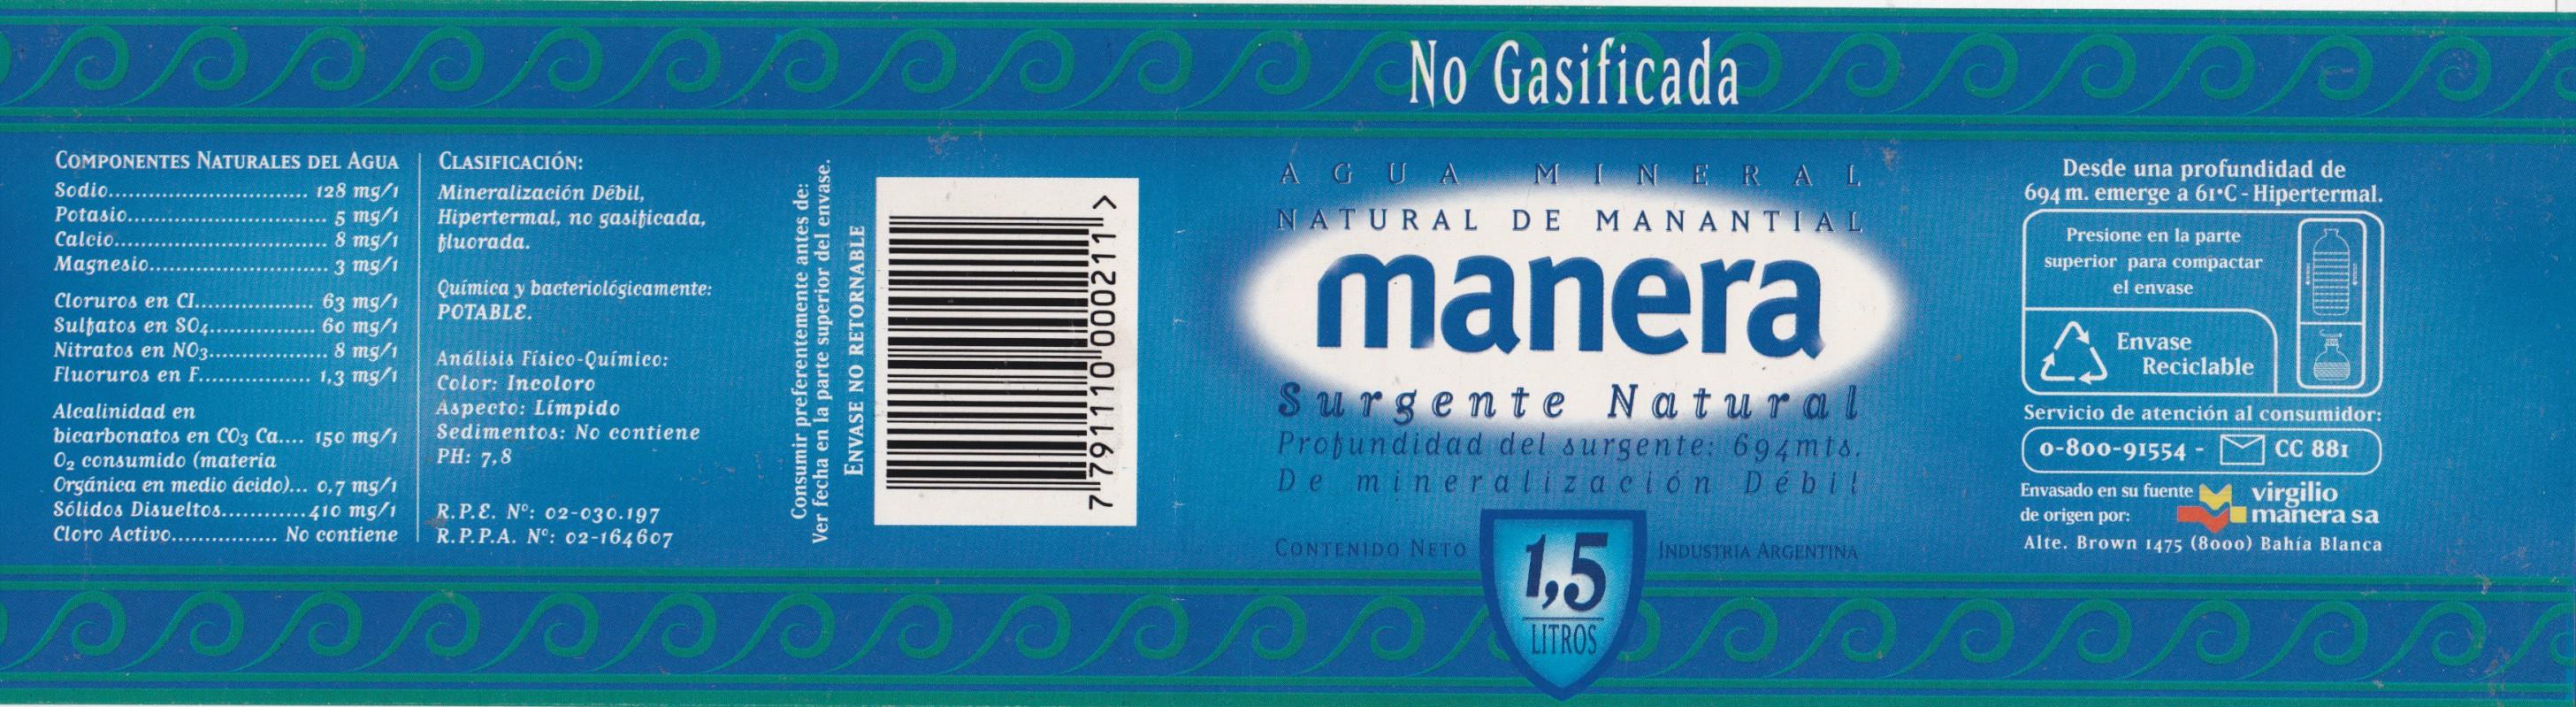 No Gasificada
COMPONENTES NATURALES DEL AGUA
Sodio.............................. 128 mg/l
Potasio.............................. 5 mg/l
Calcio................................ 8 mg/l
Magnesio........................... 3 mg/l
Cloruros en Cl.................. 63 mg/l
Sulfatos en SO4................ 60 mg/l
Nitratos en NO3.................. 8 mg/l
Fluoruros en F................. 1,3 mg/l
Alcalinidad en
bicarbonatos en CO3 Ca.... 150 mg/l
O2 consumido (materia
Orgánica en medio ácido)... 0,7 mg/l
Sólidos Disueltos............410 mg/l
Cloro Activo................ No contiene
CLASIFICACIÓN:
Mineralización Débil,
Hipertermal, no gasificada,
fluorada.
Química y bacteriológicamente:
POTABLE.
Análisis Físico-Químico:
Color: Incoloro
Aspecto: Límpido
Sedimentos: No contiene
PH: 7,8
R.P.E. Nº: 02-030.197
R.P.P.A. Nº: 02-164607
Consumir preferentemente antes de:
Ver fecha en la parte superior del envase.
ENVASE NO RETORNABLE
7 791110 000211 >
AGUA MINERAL
NATURAL DE MANANTIAL
manera
Surgente Natural
Profundidad del surgente: 694mts.
De mineralización Débil
CONTENIDO NETO
1,5
LITROS
INDUSTRIA ARGENTINA
Desde una profundidad de
694 m. emerge a 61°C - Hipertermal.
Presione en la parte
superior para compactar
el envase
Envase
Reciclable
Servicio de atención al consumidor:
0-800-91554 - CC 881
Envasado en su fuente
de origen por:
virgilio
manera sa
Alte. Brown 1475 (8000) Bahía Blanca